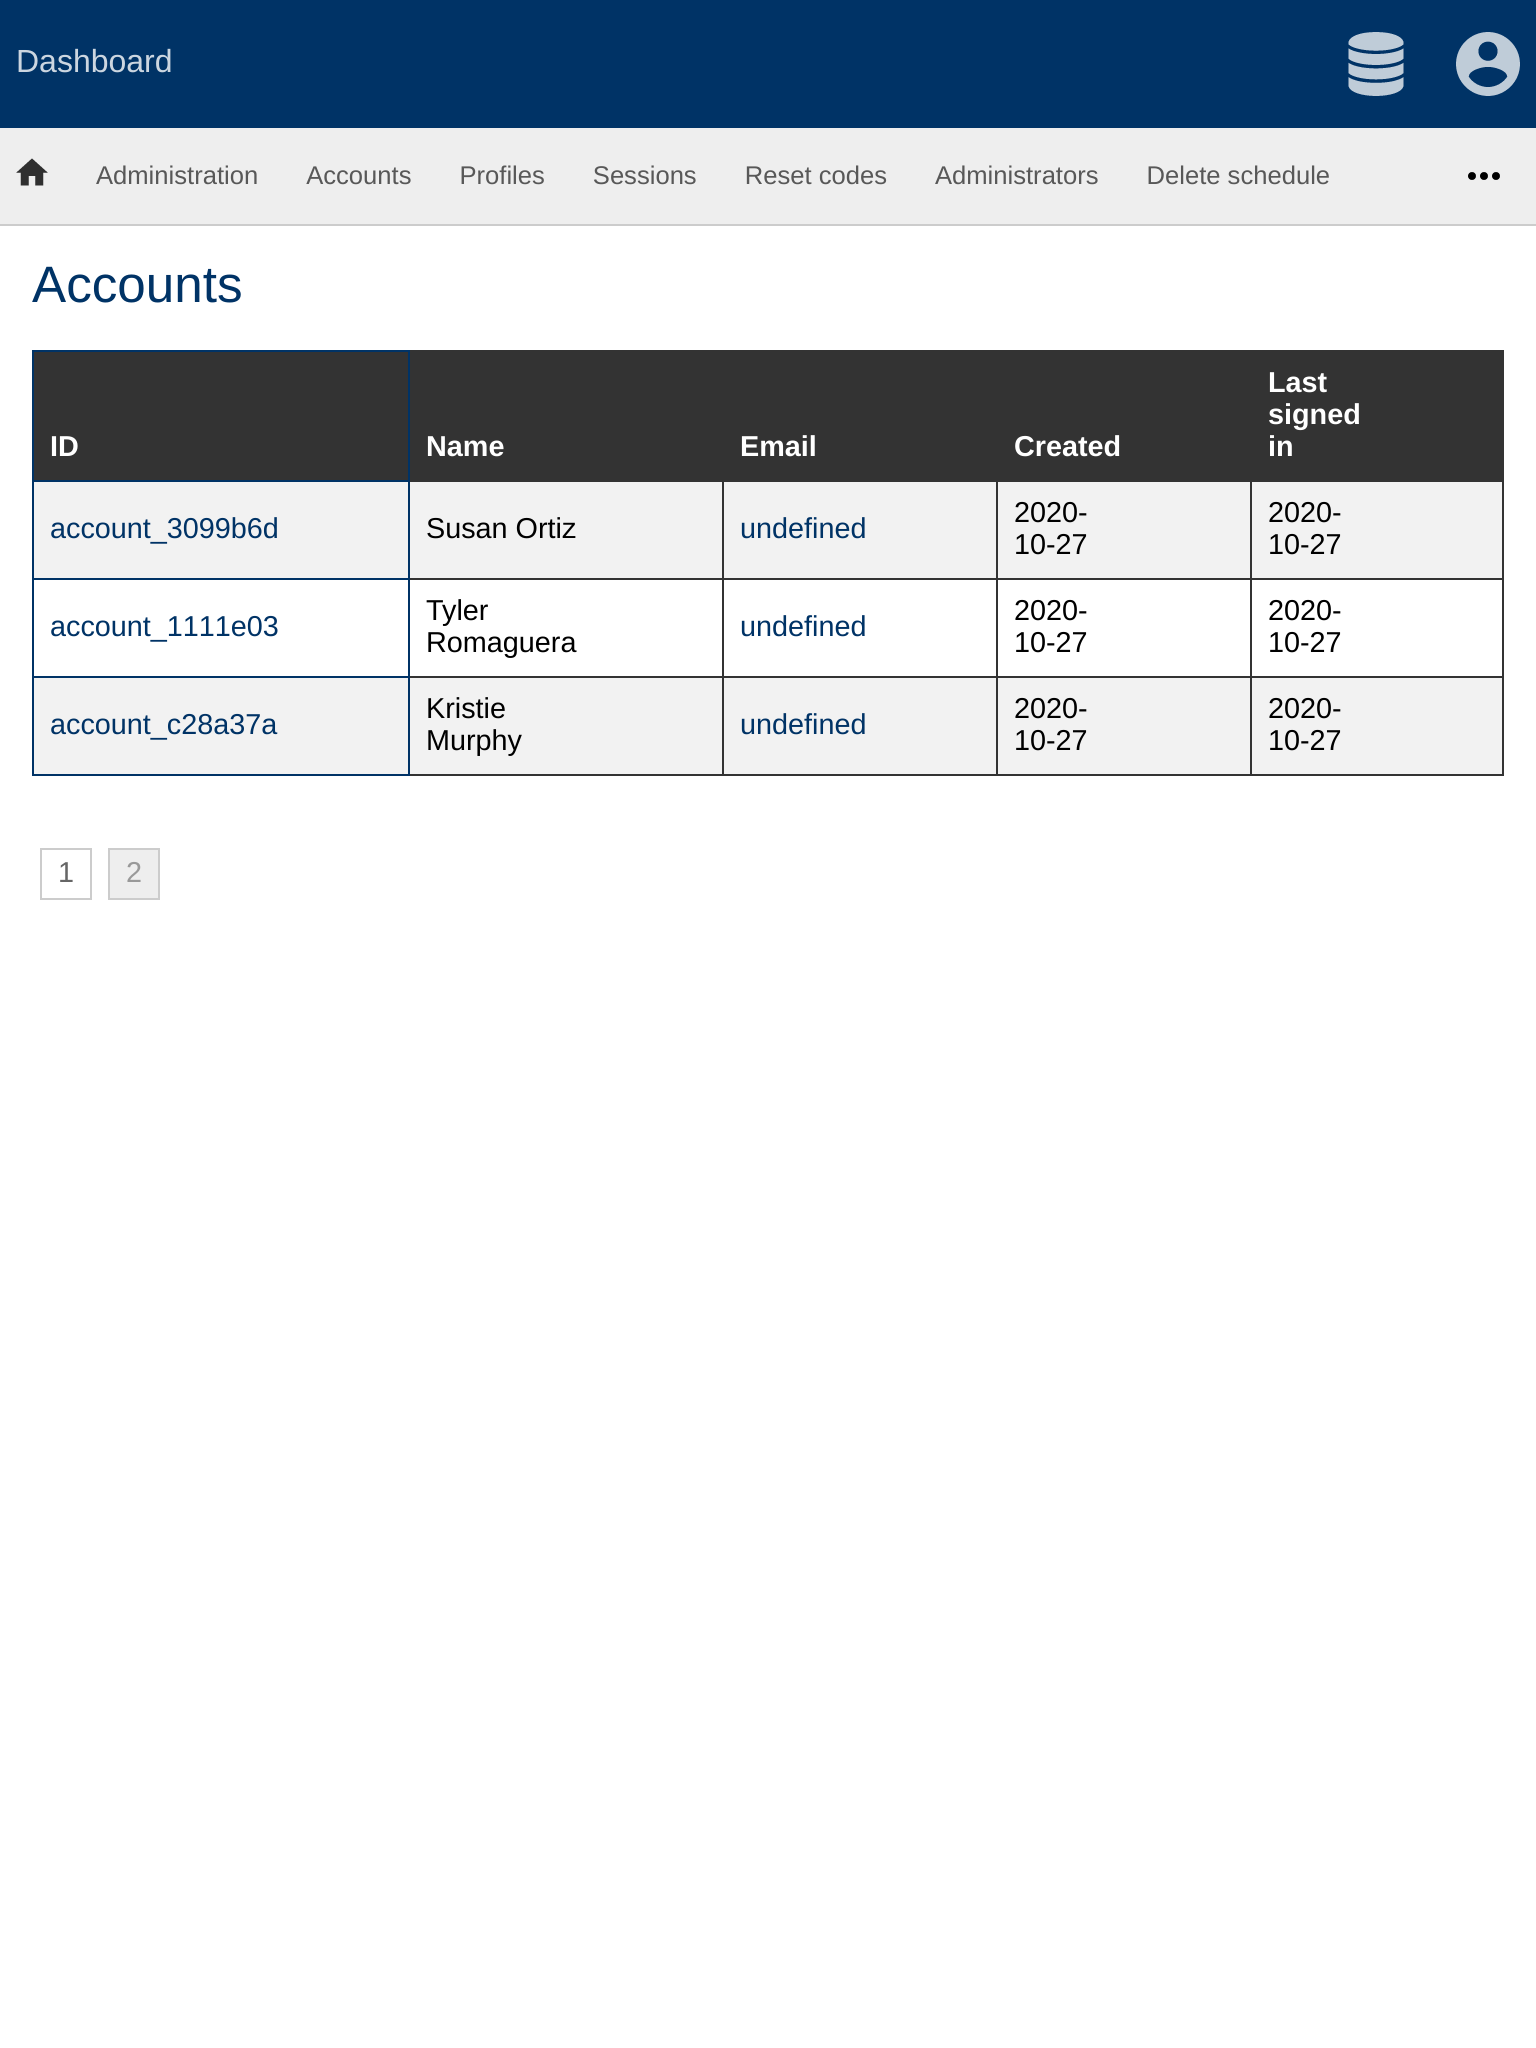 Dashboard
Administration Accounts Profiles Sessions Reset codes Administrators Delete schedule
Accounts
ID Name Email Created Last signed in
account_3099b6d Susan Ortiz undefined 2020-10-27 2020-10-27
account_1111e03 Tyler Romaguera undefined 2020-10-27 2020-10-27
account_c28a37a Kristie Murphy undefined 2020-10-27 2020-10-27
1 2